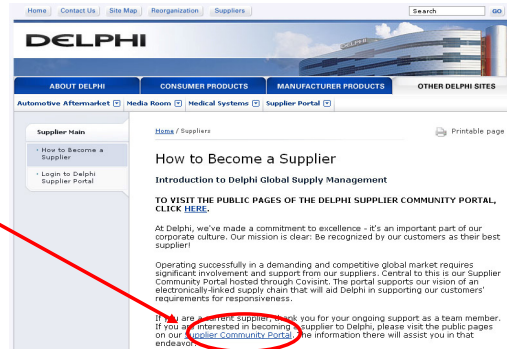 Home Contact Us Site Map Reorganization Suppliers Search GO
DELPHI
DELPHI
ABOUT DELPHI CONSUMER PRODUCTS MANUFACTURER PRODUCTS OTHER DELPHI SITES
Automotive Aftermarket Media Room Medical Systems Supplier Portal
Supplier Main
How to Become a
Supplier
Login to Delphi
Supplier Portal
Home / Suppliers Printable page
How to Become a Supplier
Introduction to Delphi Global Supply Management
TO VISIT THE PUBLIC PAGES OF THE DELPHI SUPPLIER COMMUNITY PORTAL,
CLICK HERE.
At Delphi, we've made a commitment to excellence - it's an
important part of our
corporate culture. Our mission is clear: Be recognized by our customers as their best
supplier!
Operating successfully in a demanding and competitive global market requires
significant involvement and support from our suppliers. Central to this is our Supplier
Community Portal hosted through Covisint. The portal supports our vision of an
electronically-linked supply chain that will aid Delphi in supporting our customers'
requirements for responsiveness.
If you are a current supplier, thank you for your ongoing support as a team member.
If you are interested in becoming a supplier to Delphi, please visit the public pages
on our Supplier Community Portal. The information there will assist you in that
endeavor.